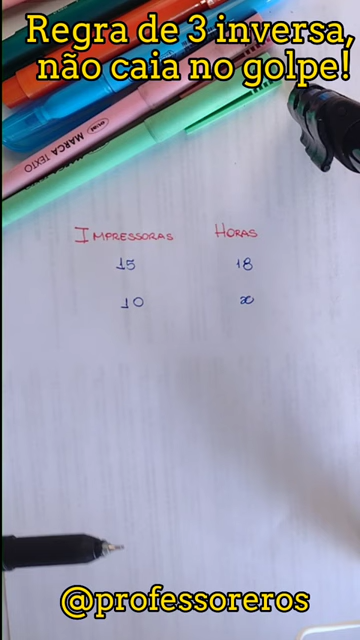 Regra de 3 inversa,
não caia no golpe!
MARCA TEXTO
IMPRESSORAS HORAS
15 18
10 x
@professoreros